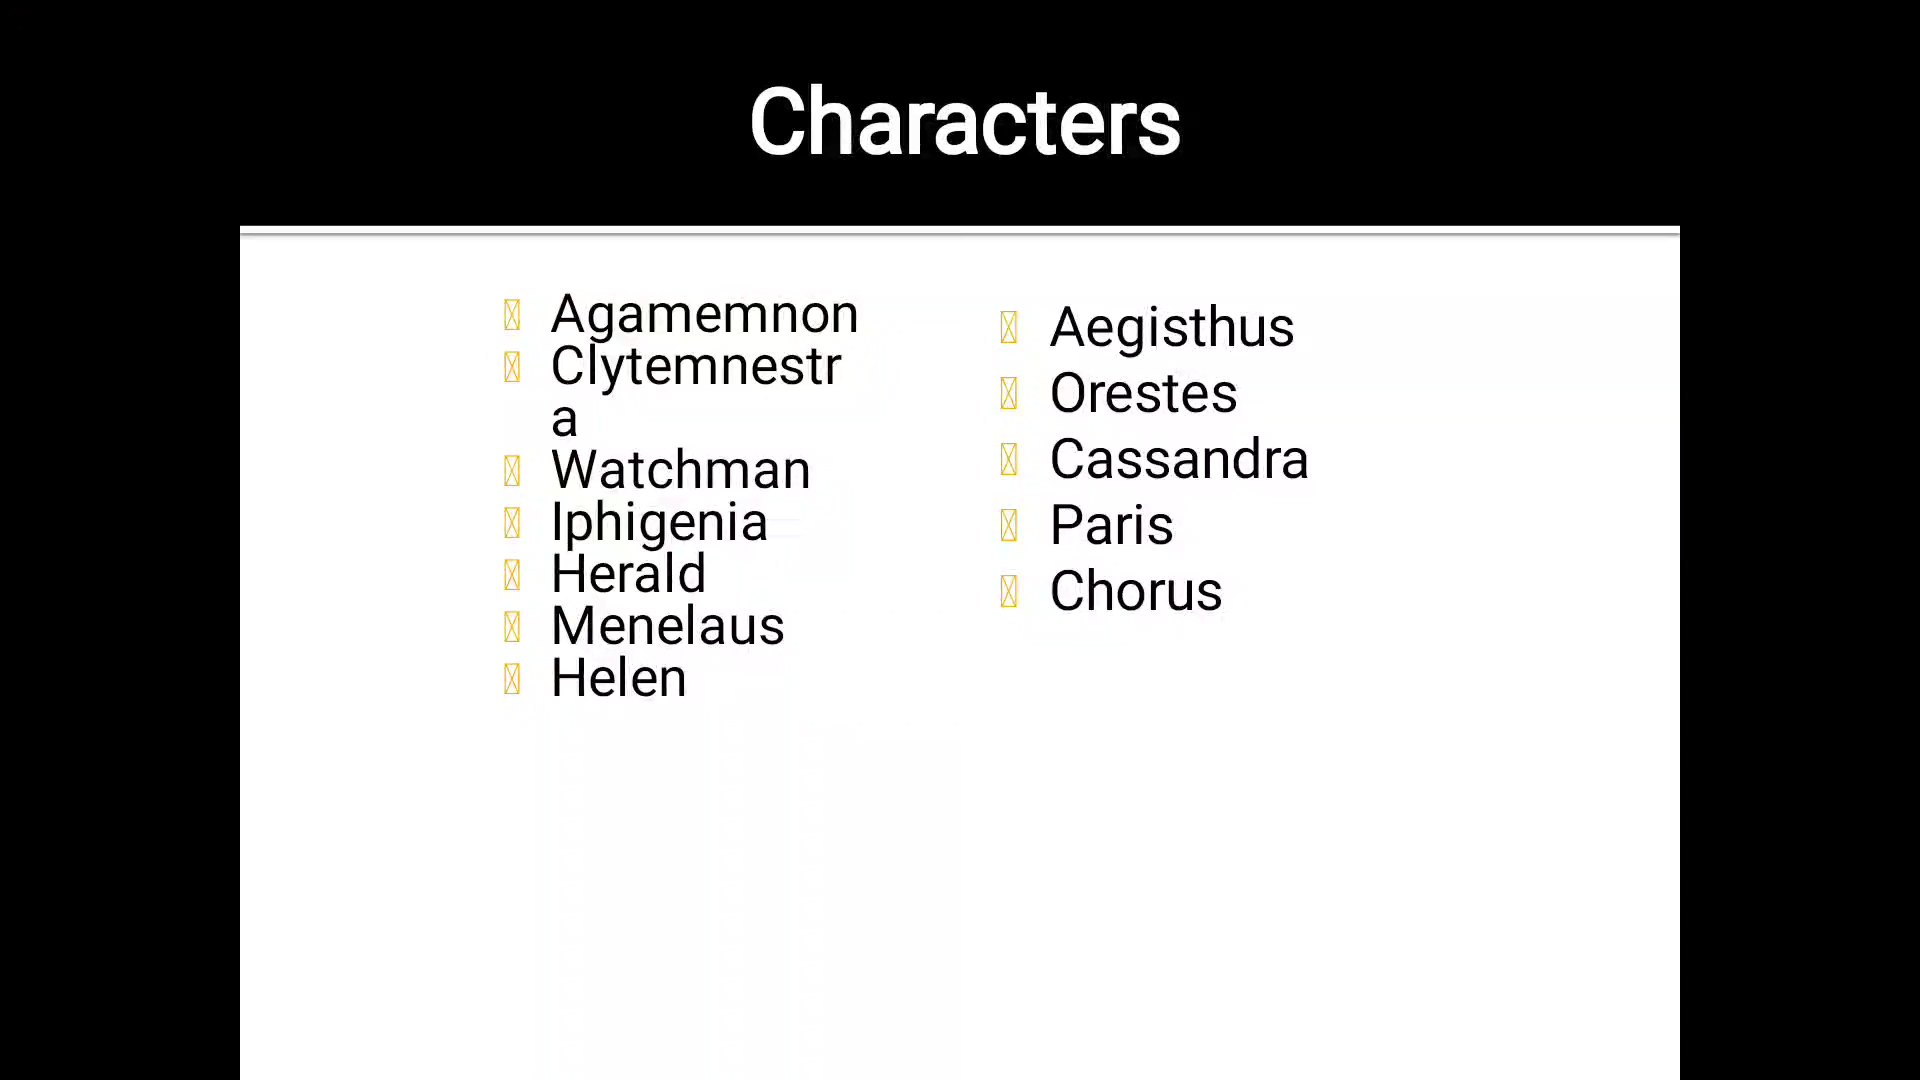 Characters
Agamemnon
Clytemnestr
a
Watchman
Iphigenia
Herald
Menelaus
Helen
Aegisthus
Orestes
Cassandra
Paris
Chorus